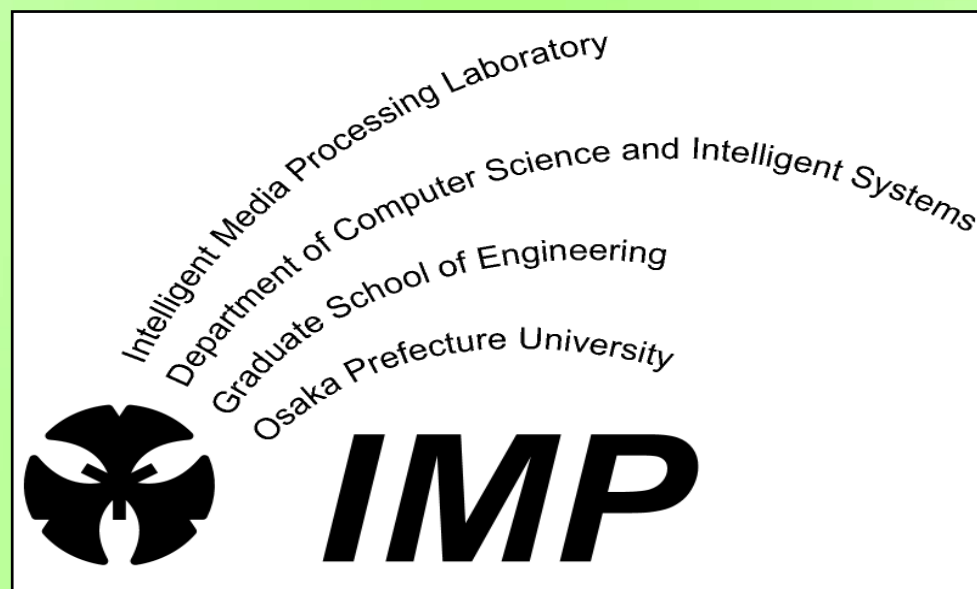 Intelligent Media Processing Laboratory
Department of Computer Science and Intelligent Systems
Graduate School of Engineering
Osaka Prefecture University
IMP